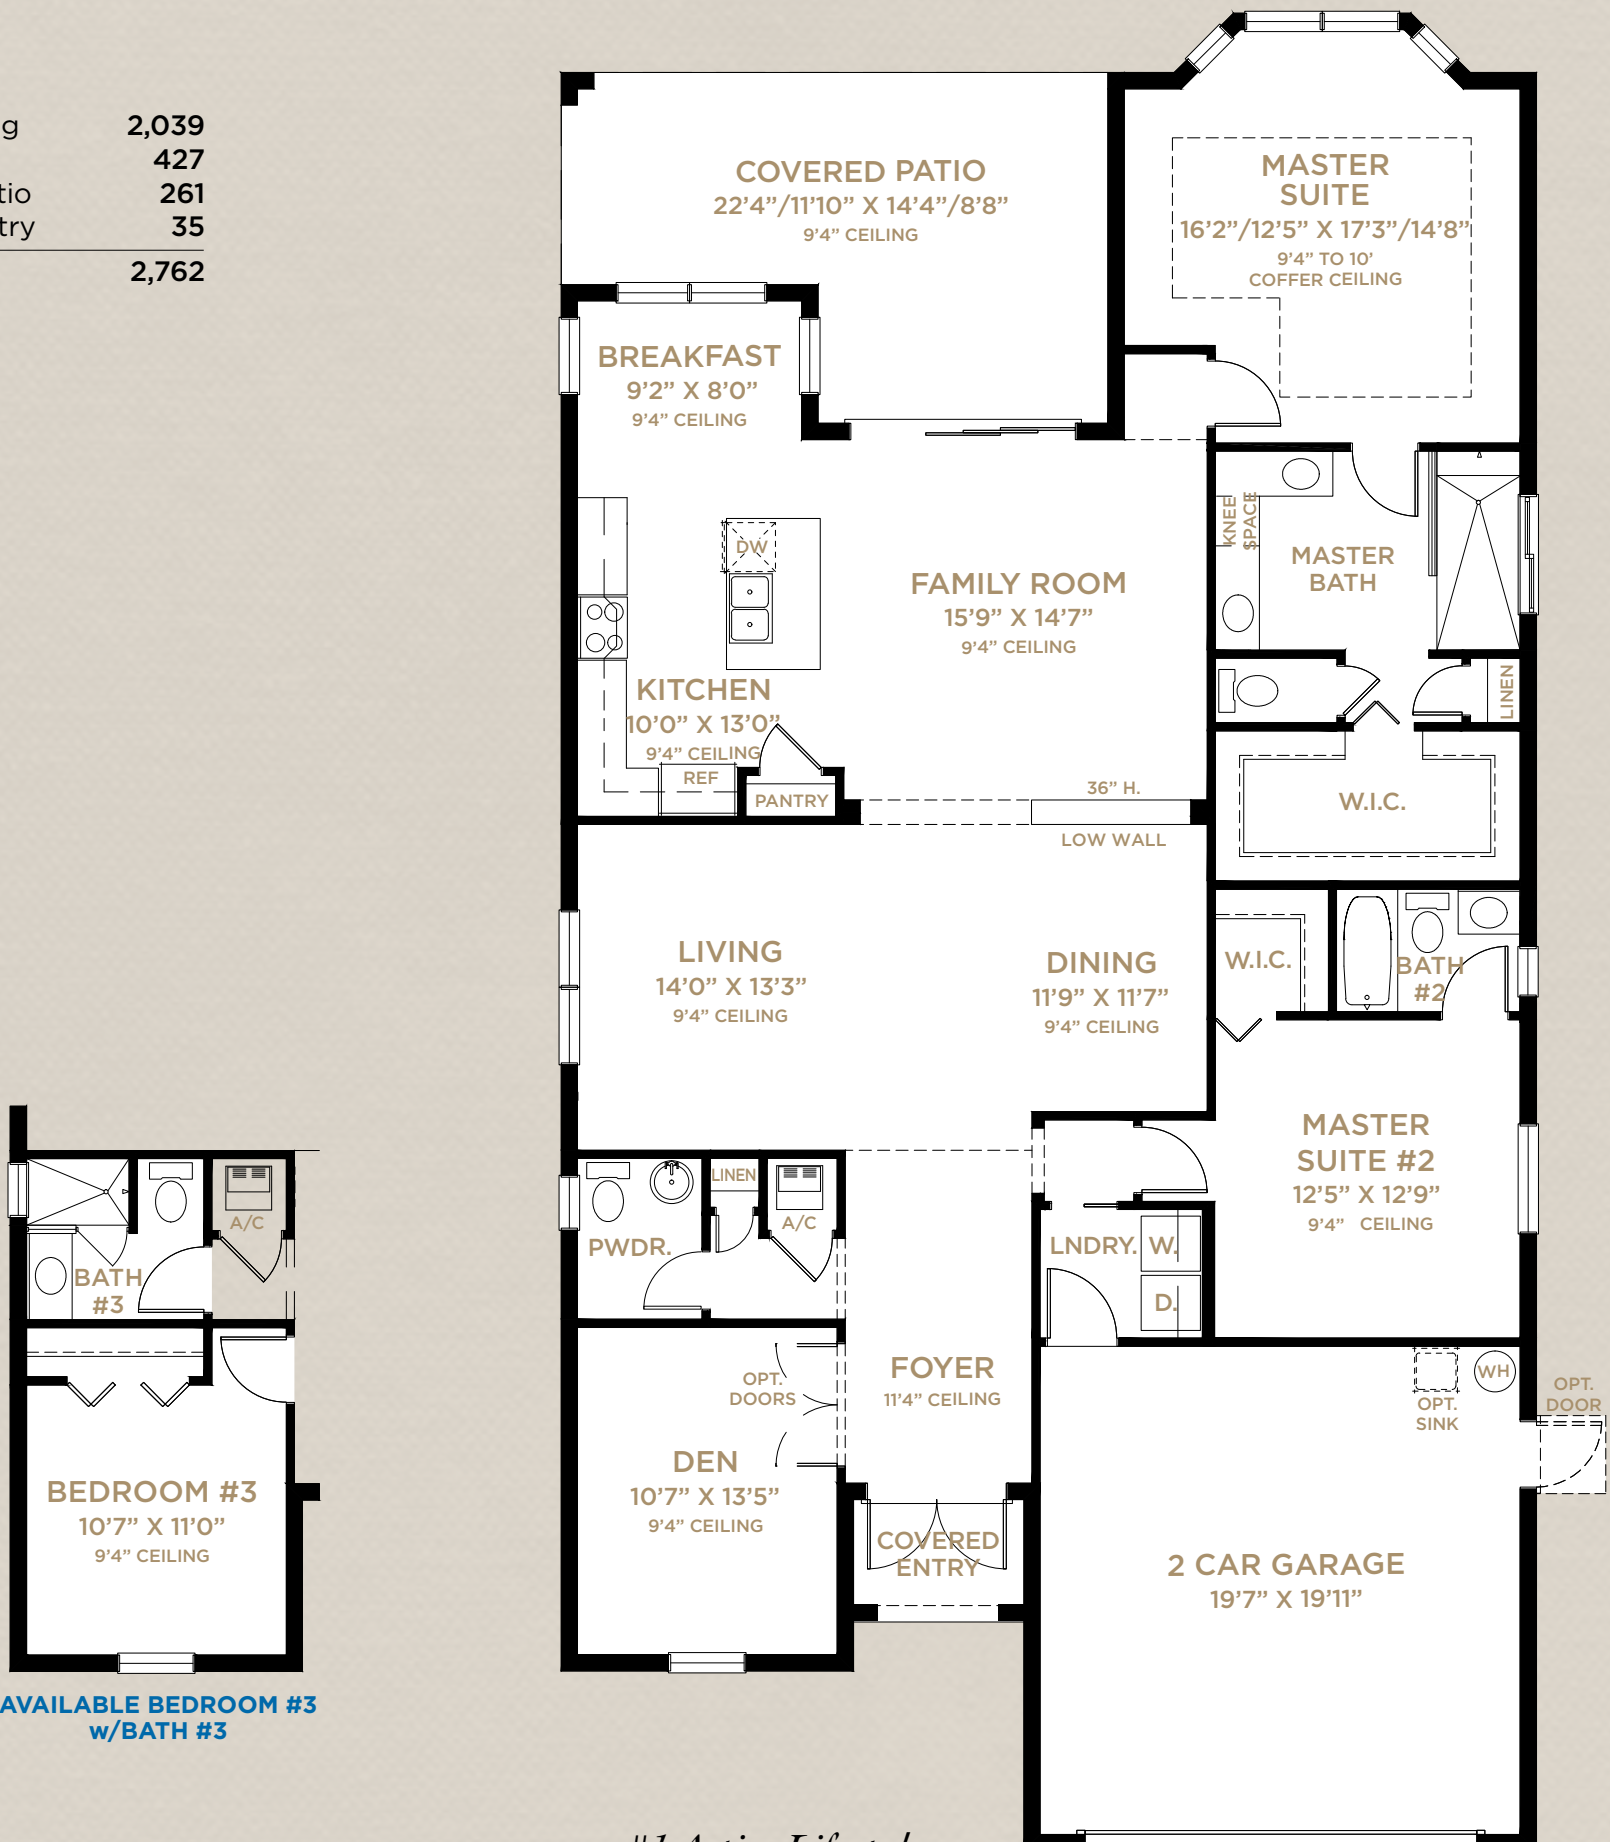 g 2,039
427
tio 261
try 35
2,762
COVERED PATIO
22’4”/11’10” X 14’4”/8’8”
9’4” CEILING
MASTER
SUITE
16’2”/12’5” X 17’3”/14’8”
9’4” TO 10’
COFFER CEILING
BREAKFAST
9’2” X 8’0”
9’4” CEILING
KNEE
SPACE
DW
MASTER
BATH
FAMILY ROOM
15’9” X 14’7”
9’4” CEILING
KITCHEN
10’0” X 13’0”
9’4” CEILING
LINEN
REF
PANTRY
36” H.
LOW WALL
W.I.C.
LIVING
14’0” X 13’3”
9’4” CEILING
DINING
11’9” X 11’7”
9’4” CEILING
W.I.C.
BATH
#2
MASTER
SUITE #2
12’5” X 12’9”
9’4” CEILING
LINEN
A/C
PWDR.
LNDRY.
W.
D.
A/C
BATH
#3
FOYER
11’4” CEILING
OPT.
DOORS
WH
OPT.
SINK
OPT.
DOOR
DEN
10’7” X 13’5”
9’4” CEILING
BEDROOM #3
10’7” X 11’0”
9’4” CEILING
COVERED
ENTRY
2 CAR GARAGE
19’7” X 19’11”
AVAILABLE BEDROOM #3
w/BATH #3